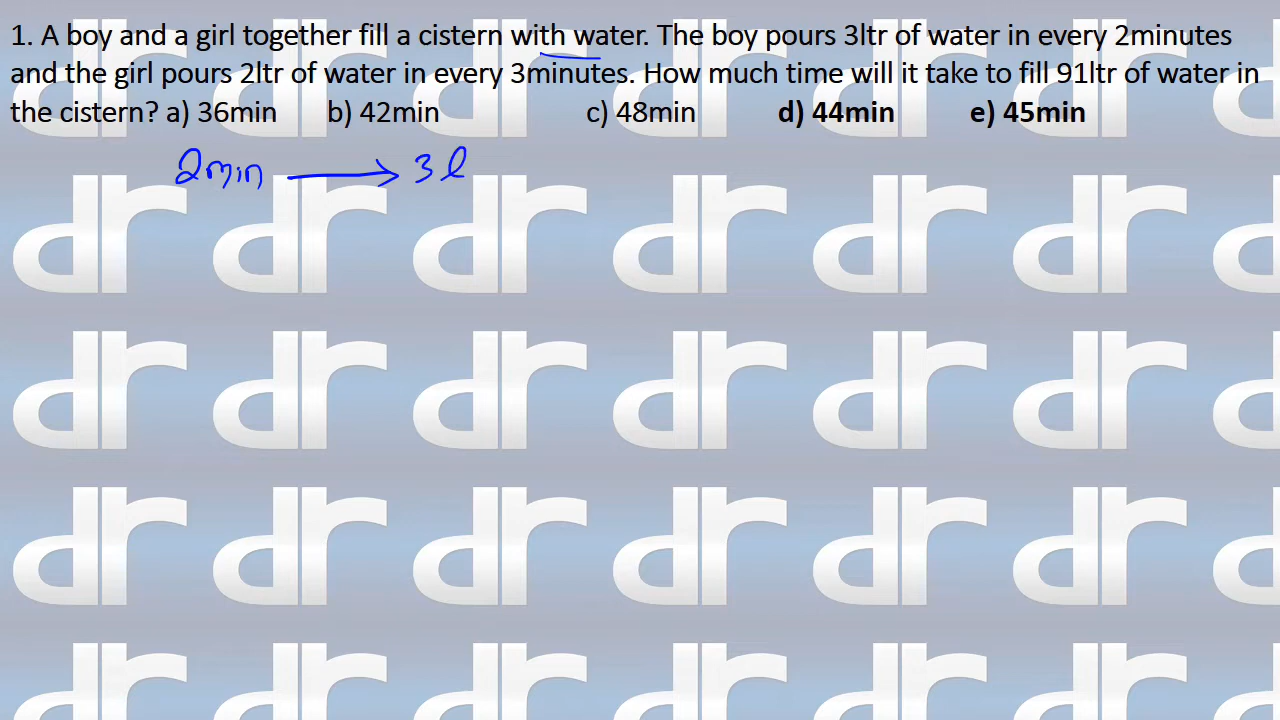 1. A boy and a girl together fill a cistern with water. The boy pours 3ltr of water in every 2minutes
and the girl pours 2ltr of water in every 3minutes. How much time will it take to fill 91ltr of water in
the cistern? a) 36min b) 42min c) 48min d) 44min e) 45min
2min → 3 l